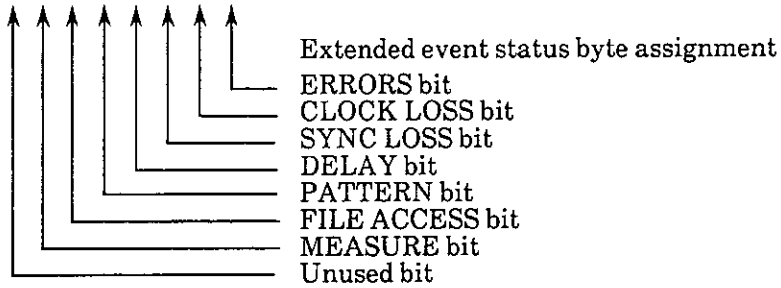 Extended event status byte assignment
ERRORS bit
CLOCK LOSS bit
SYNC LOSS bit
DELAY bit
PATTERN bit
FILE ACCESS bit
MEASURE bit
Unused bit